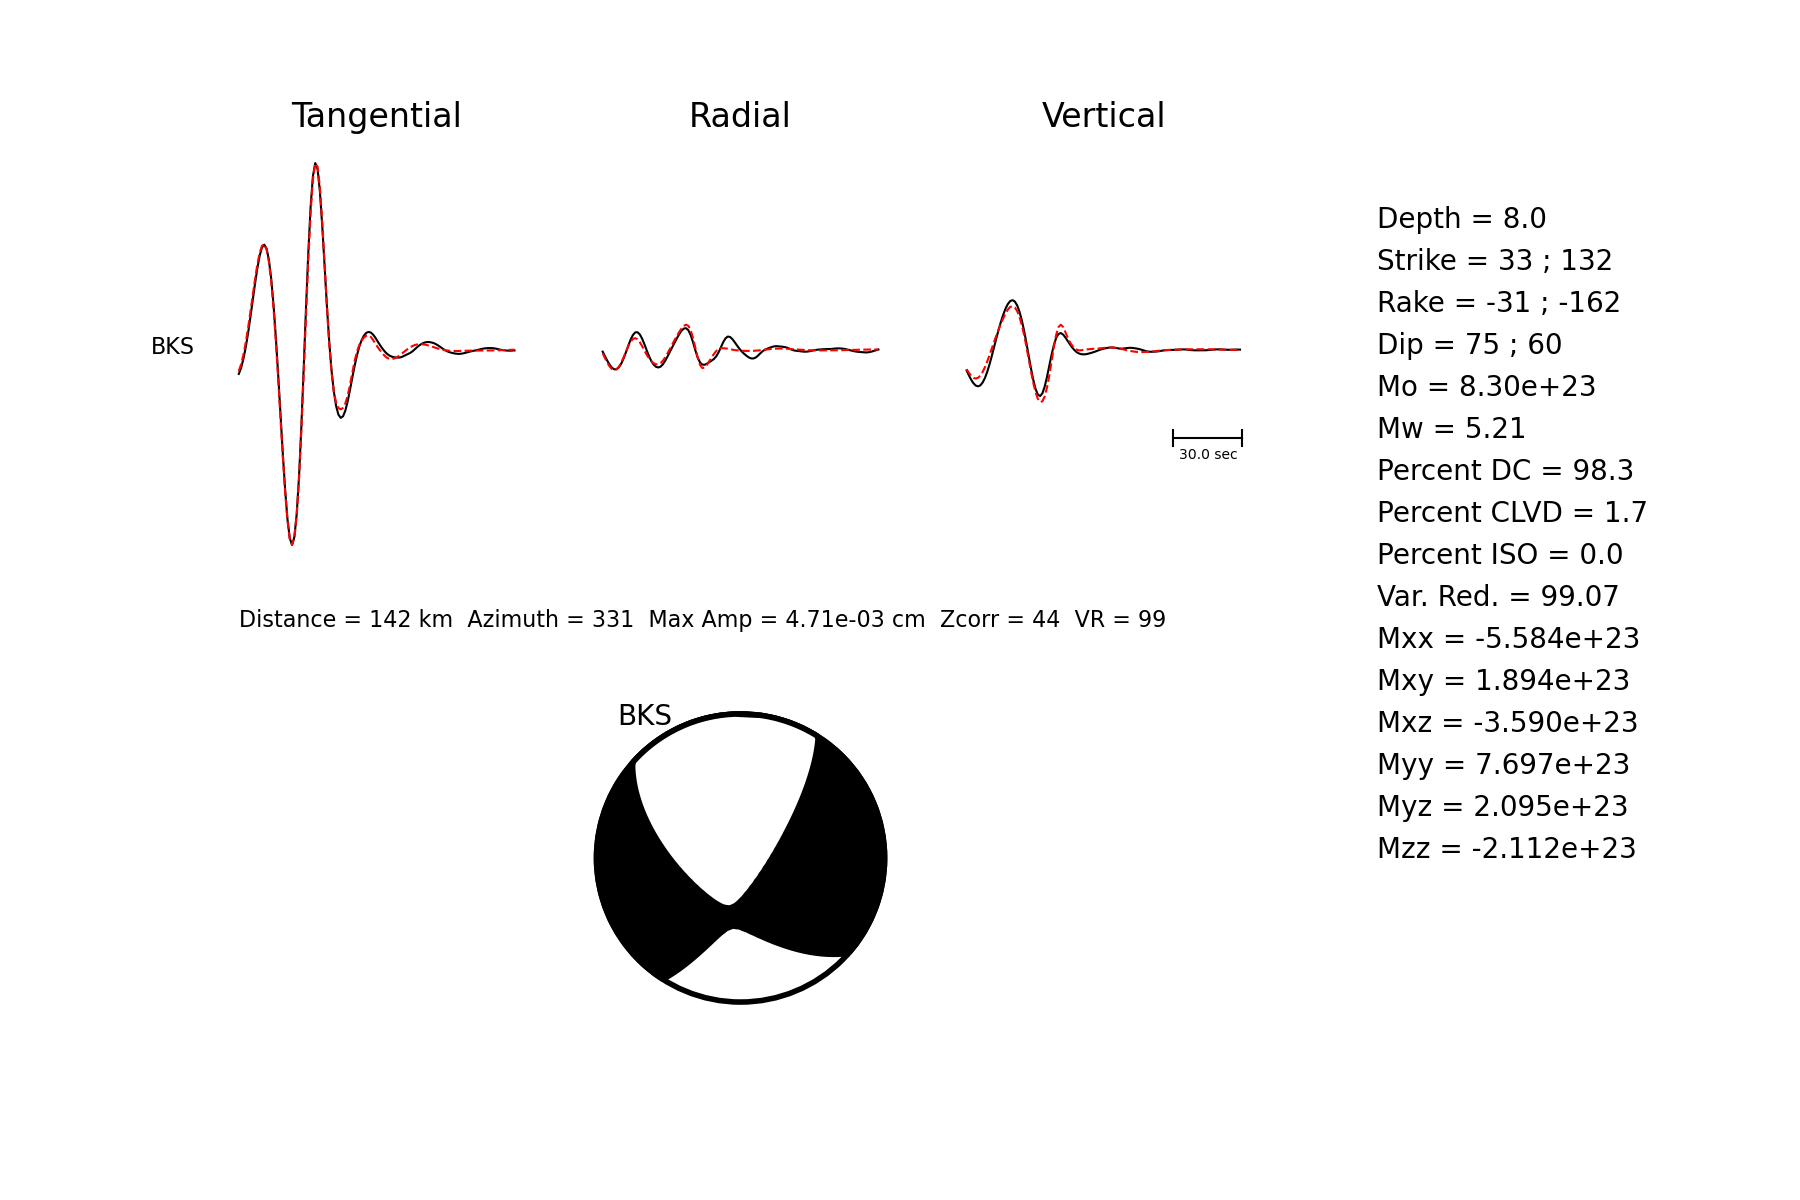 Tangential
Radial
Vertical
BKS
30.0 sec
Distance = 142 km  Azimuth = 331  Max Amp = 4.71e-03 cm  Zcorr = 44  VR = 99
BKS
Depth = 8.0
Strike = 33 ; 132
Rake = -31 ; -162
Dip = 75 ; 60
Mo = 8.30e+23
Mw = 5.21
Percent DC = 98.3
Percent CLVD = 1.7
Percent ISO = 0.0
Var. Red. = 99.07
Mxx = -5.584e+23
Mxy = 1.894e+23
Mxz = -3.590e+23
Myy = 7.697e+23
Myz = 2.095e+23
Mzz = -2.112e+23